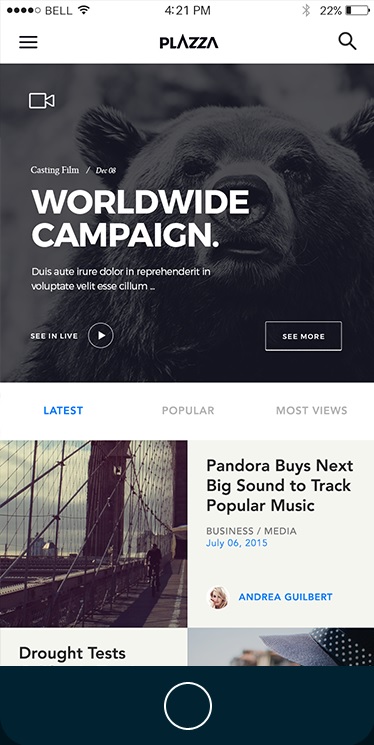 BELL 4:21 PM 22%
PLAZZA
Casting Film / Dec 08
WORLDWIDE
CAMPAIGN.
Duis aute irure dolor in reprehenderit in
voluptate velit esse cillum ...
SEE IN LIVE
SEE MORE
LATEST POPULAR MOST VIEWS
Pandora Buys Next
Big Sound to Track
Popular Music
BUSINESS / MEDIA
July 06, 2015
ANDREA GUILBERT
Drought Tests